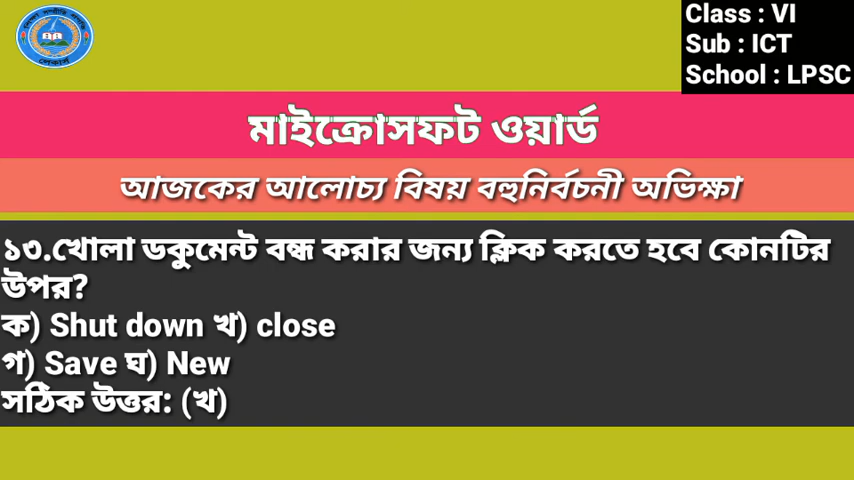 Class : VI
Sub : ICT
School : LPSC
মাইক্রোসফট ওয়ার্ড
আজকের আলোচ্য বিষয় বহুনির্বচনী অভিক্ষা
১৩.খোলা ডকুমেন্ট বন্ধ করার জন্য ক্লিক করতে হবে কোনটির
উপর?
ক) Shut down খ) close
গ) Save ঘ) New
সঠিক উত্তর: (খ)